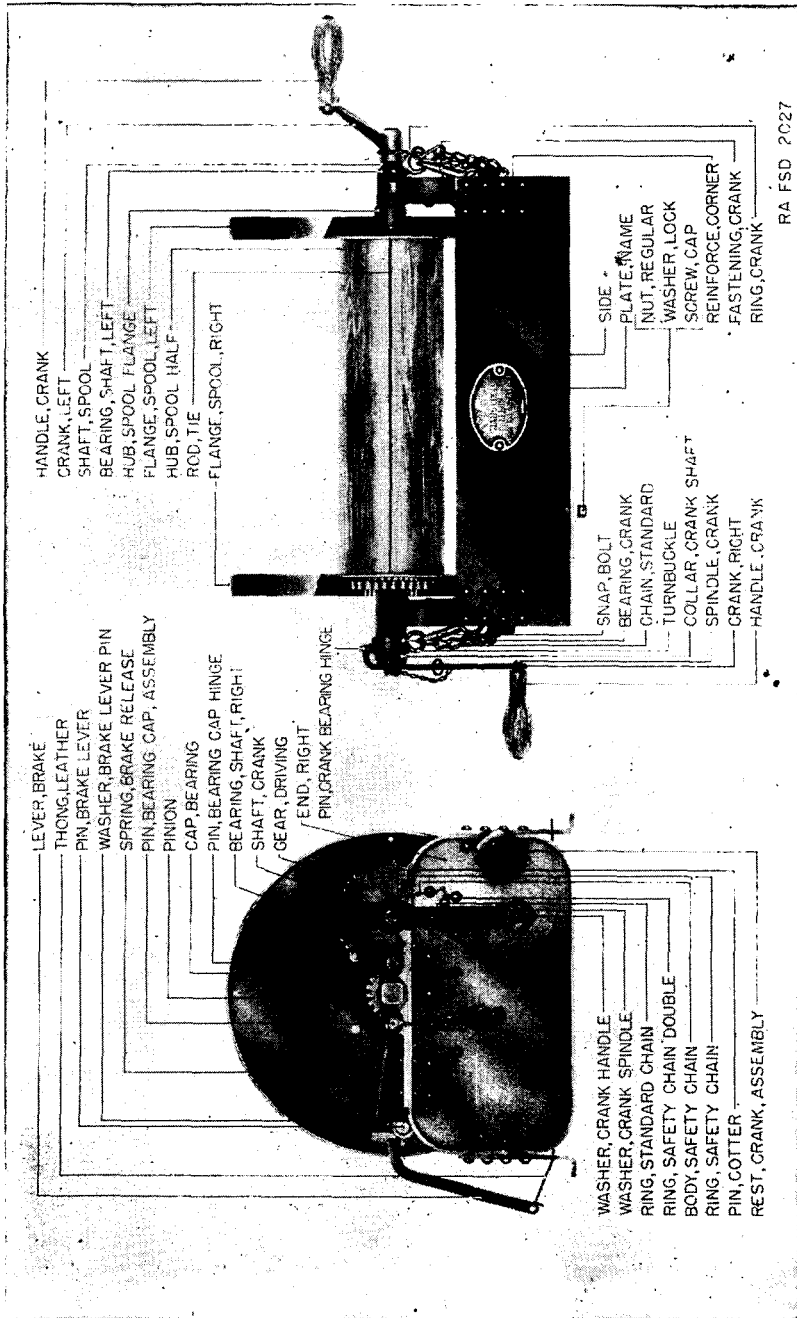 LEVER, BRAKE
THONG, LEATHER
PIN, BRAKE LEVER
WASHER, BRAKE LEVER PIN
SPRING, BRAKE RELEASE
PIN, BEARING CAP, ASSEMBLY
PINION
CAP, BEARING
PIN, BEARING CAP HINGE
BEARING, SHAFT, RIGHT
SHAFT, CRANK
GEAR, DRIVING
END, RIGHT
PIN, CRANK BEARING HINGE
WASHER, CRANK HANDLE
WASHER, CRANK SPINDLE
RING, STANDARD CHAIN
RING, SAFETY CHAIN DOUBLE
BODY, SAFETY CHAIN
RING, SAFETY CHAIN
PIN, COTTER
REST, CRANK, ASSEMBLY
HANDLE, CRANK
CRANK, LEFT
SHAFT, SPOOL
BEARING, SHAFT, LEFT
HUB, SPOOL FLANGE
FLANGE, SPOOL, LEFT
HUB, SPOOL HALF
ROD, TIE
FLANGE, SPOOL, RIGHT
SNAP, BOLT
BEARING, CRANK
CHAIN, STANDARD
TURNBUCKLE
COLLAR, CRANK SHAFT
SPINDLE, CRANK
CRANK, RIGHT
HANDLE, CRANK
SIDE
PLATE, NAME
NUT, REGULAR
WASHER, LOCK
SCREW, CAP
REINFORCE, CORNER
FASTENING, CRANK
RING, CRANK
RA FSD 2027